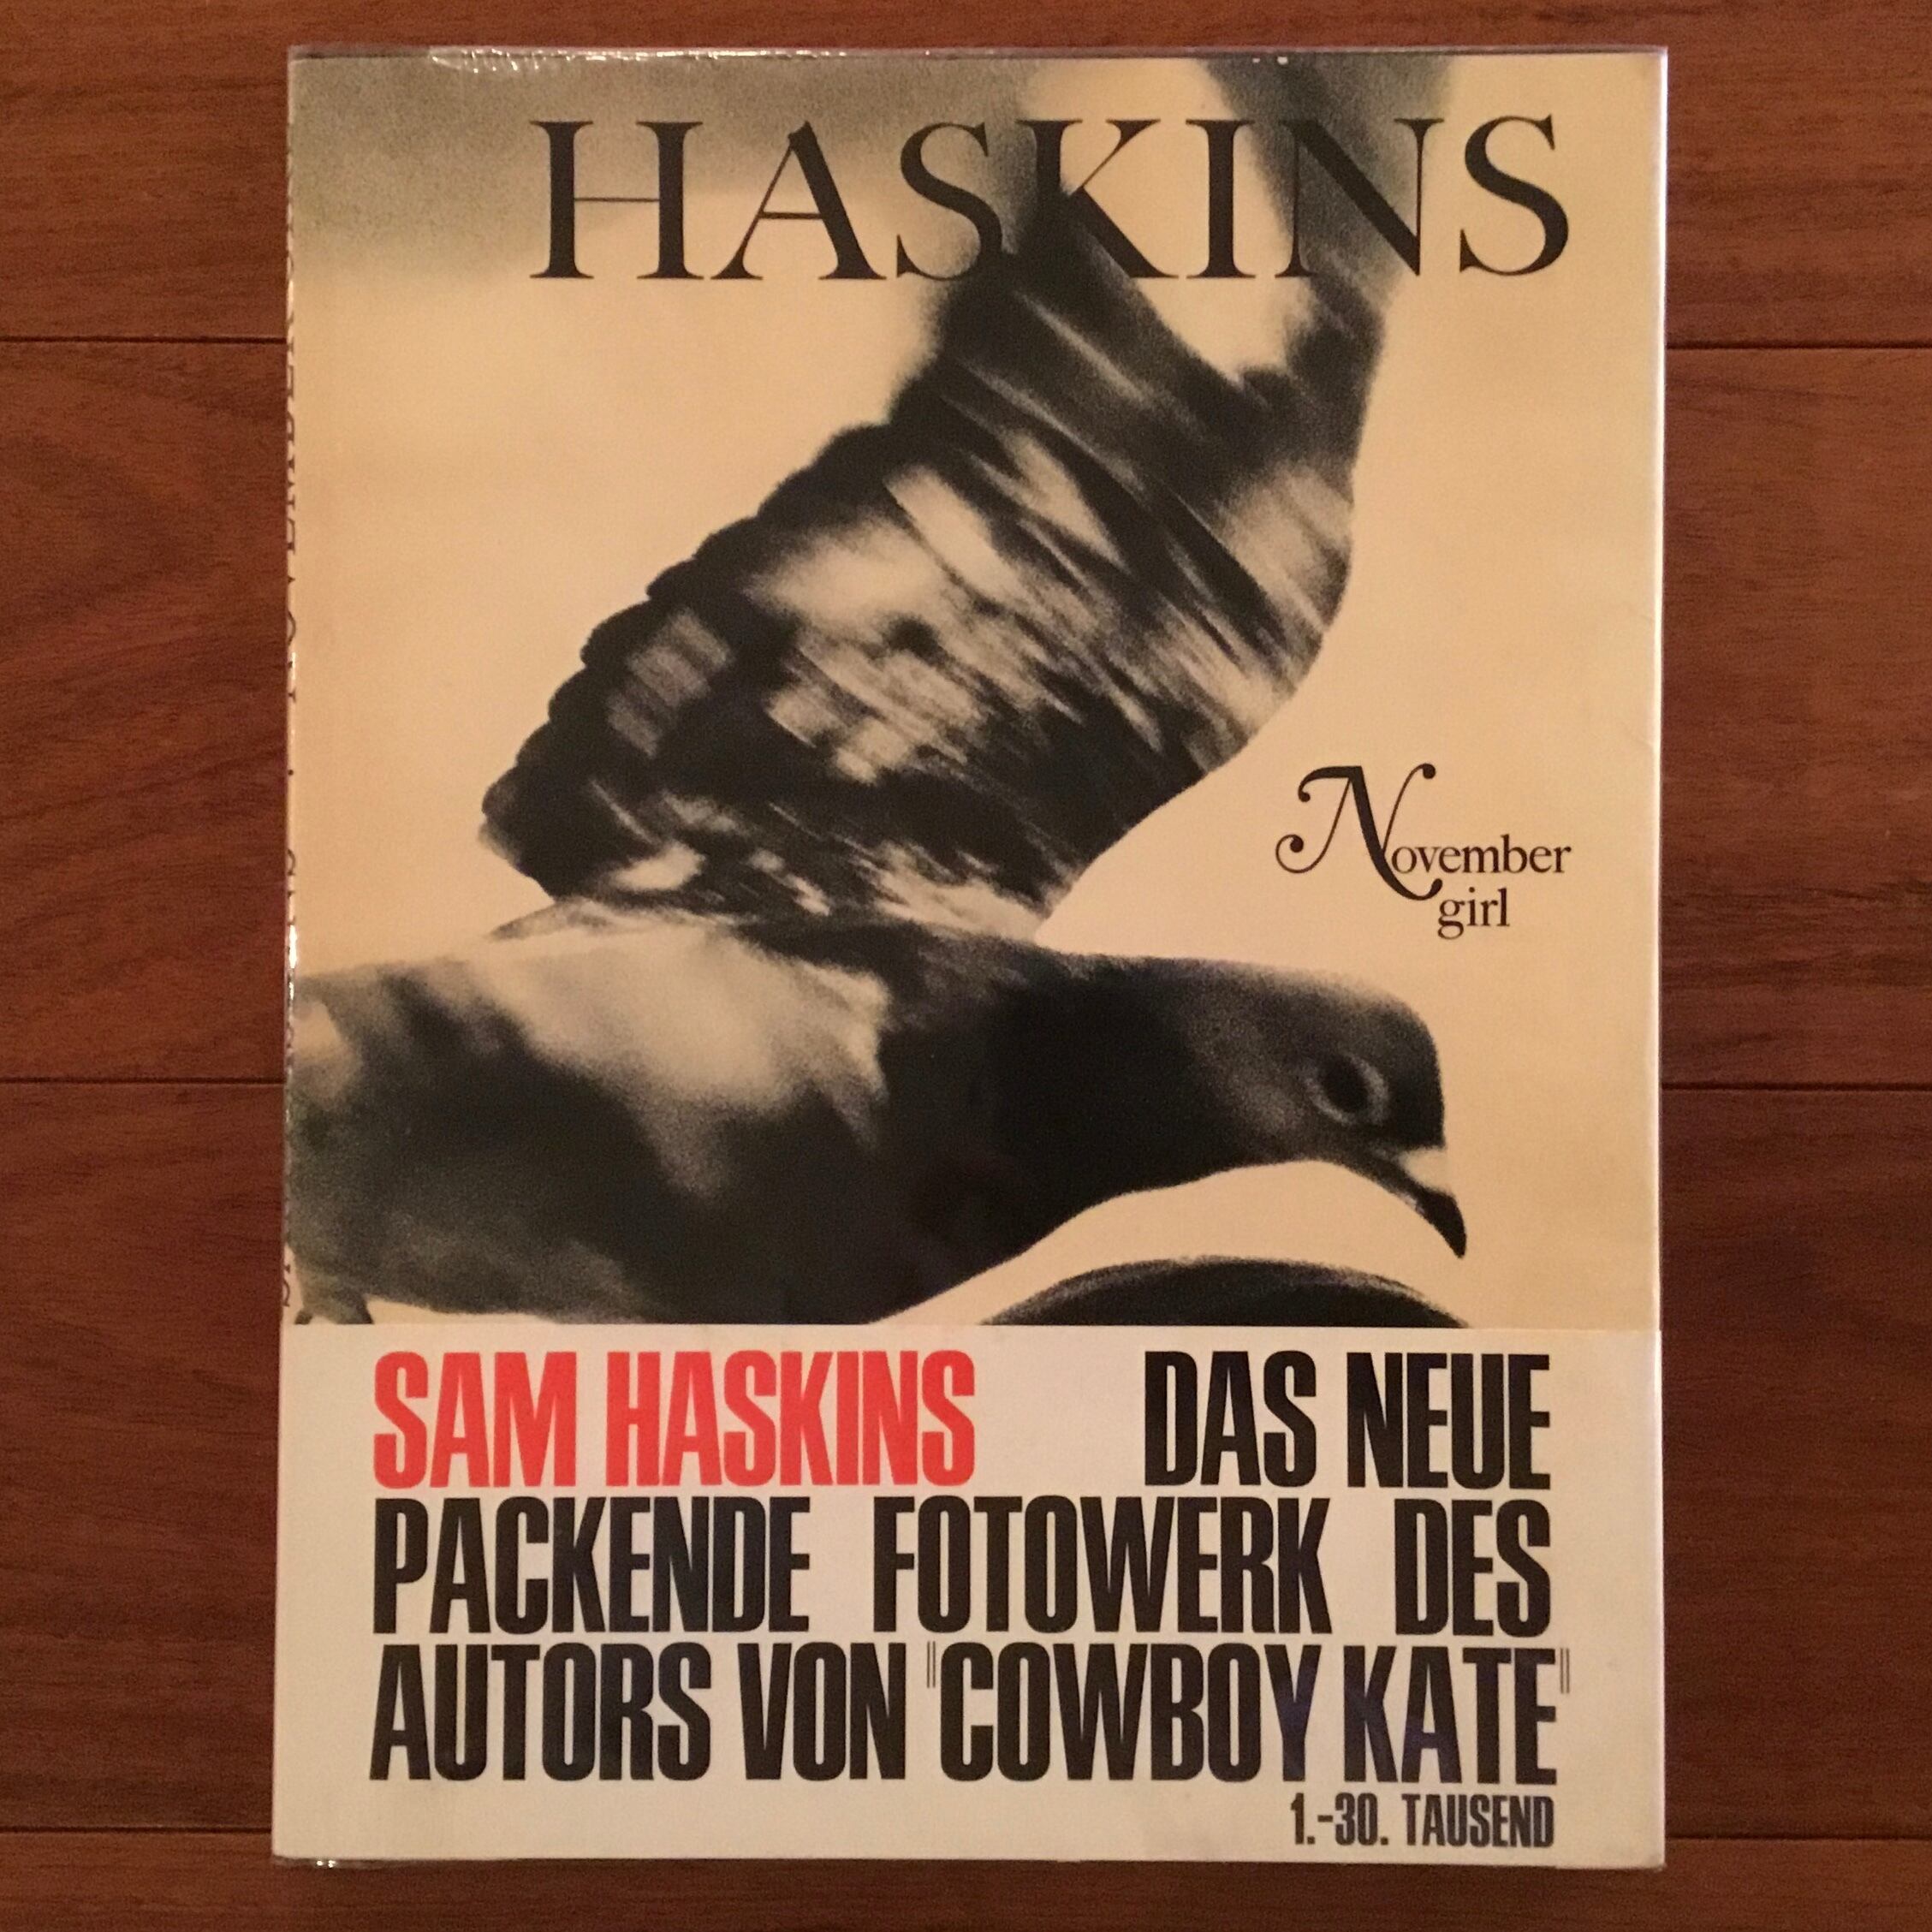 HASKINS
November
girl
SAM HASKINS DAS NEUE
PACKENDE FOTOWERK DES
AUTORS VON "COWBOY KATE"
1.-30. TAUSEND